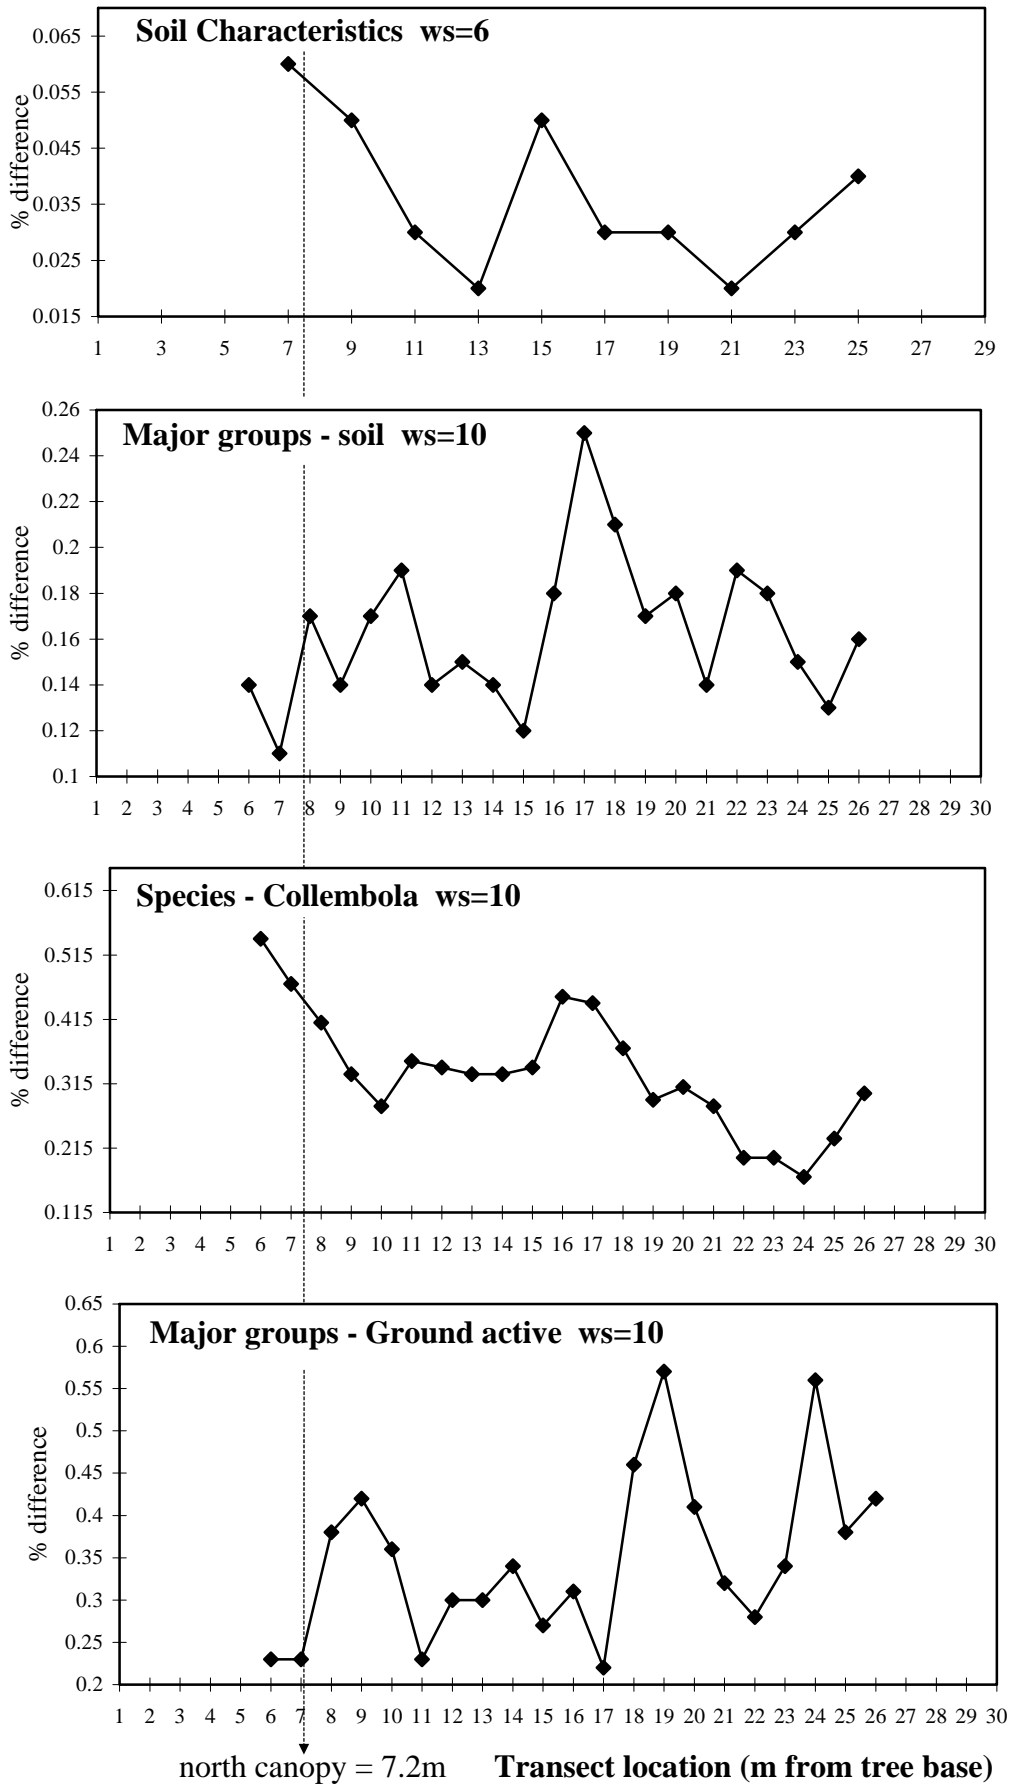 Soil Characteristics ws=6
0.065
0.055
0.045
0.035
0.025
0.015
% difference
1 3 5 7 9 11 13 15 17 19 21 23 25 27 29
Major groups - soil ws=10
0.26
0.24
0.22
0.2
0.18
0.16
0.14
0.12
0.1
% difference
1 2 3 4 5 6 7 8 9 10 11 12 13 14 15 16 17 18 19 20 21 22 23 24 25 26 27 28 29 30
Species - Collembola ws=10
0.615
0.515
0.415
0.315
0.215
0.115
% difference
1 2 3 4 5 6 7 8 9 10 11 12 13 14 15 16 17 18 19 20 21 22 23 24 25 26 27 28 29 30
Major groups - Ground active ws=10
0.65
0.6
0.55
0.5
0.45
0.4
0.35
0.3
0.25
0.2
% difference
1 2 3 4 5 6 7 8 9 10 11 12 13 14 15 16 17 18 19 20 21 22 23 24 25 26 27 28 29 30
north canopy = 7.2m Transect location (m from tree base)